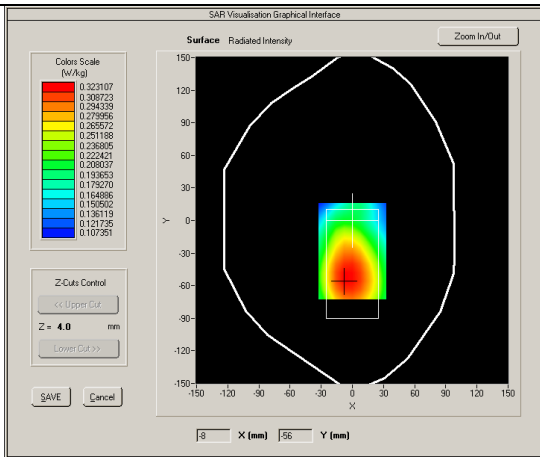 SAR Visualisation Graphical Interface
Surface Radiated Intensity
Zoom In/Out
Colors Scale
(W/kg)
0.323107
0.308723
0.294339
0.279956
0.265572
0.251188
0.236805
0.222421
0.208037
0.193653
0.179270
0.164886
0.150502
0.136119
0.121735
0.107351
150
120
90
60
30
0
-30
-60
-90
-120
-150
Y
-150 -120 -90 -60 -30 0 30 60 90 120 150
X
Z-Cuts Control
<< Upper Cut
Z = 4.0 mm
Lower Cut >>
SAVE Cancel
-8 X (mm) -56 Y (mm)